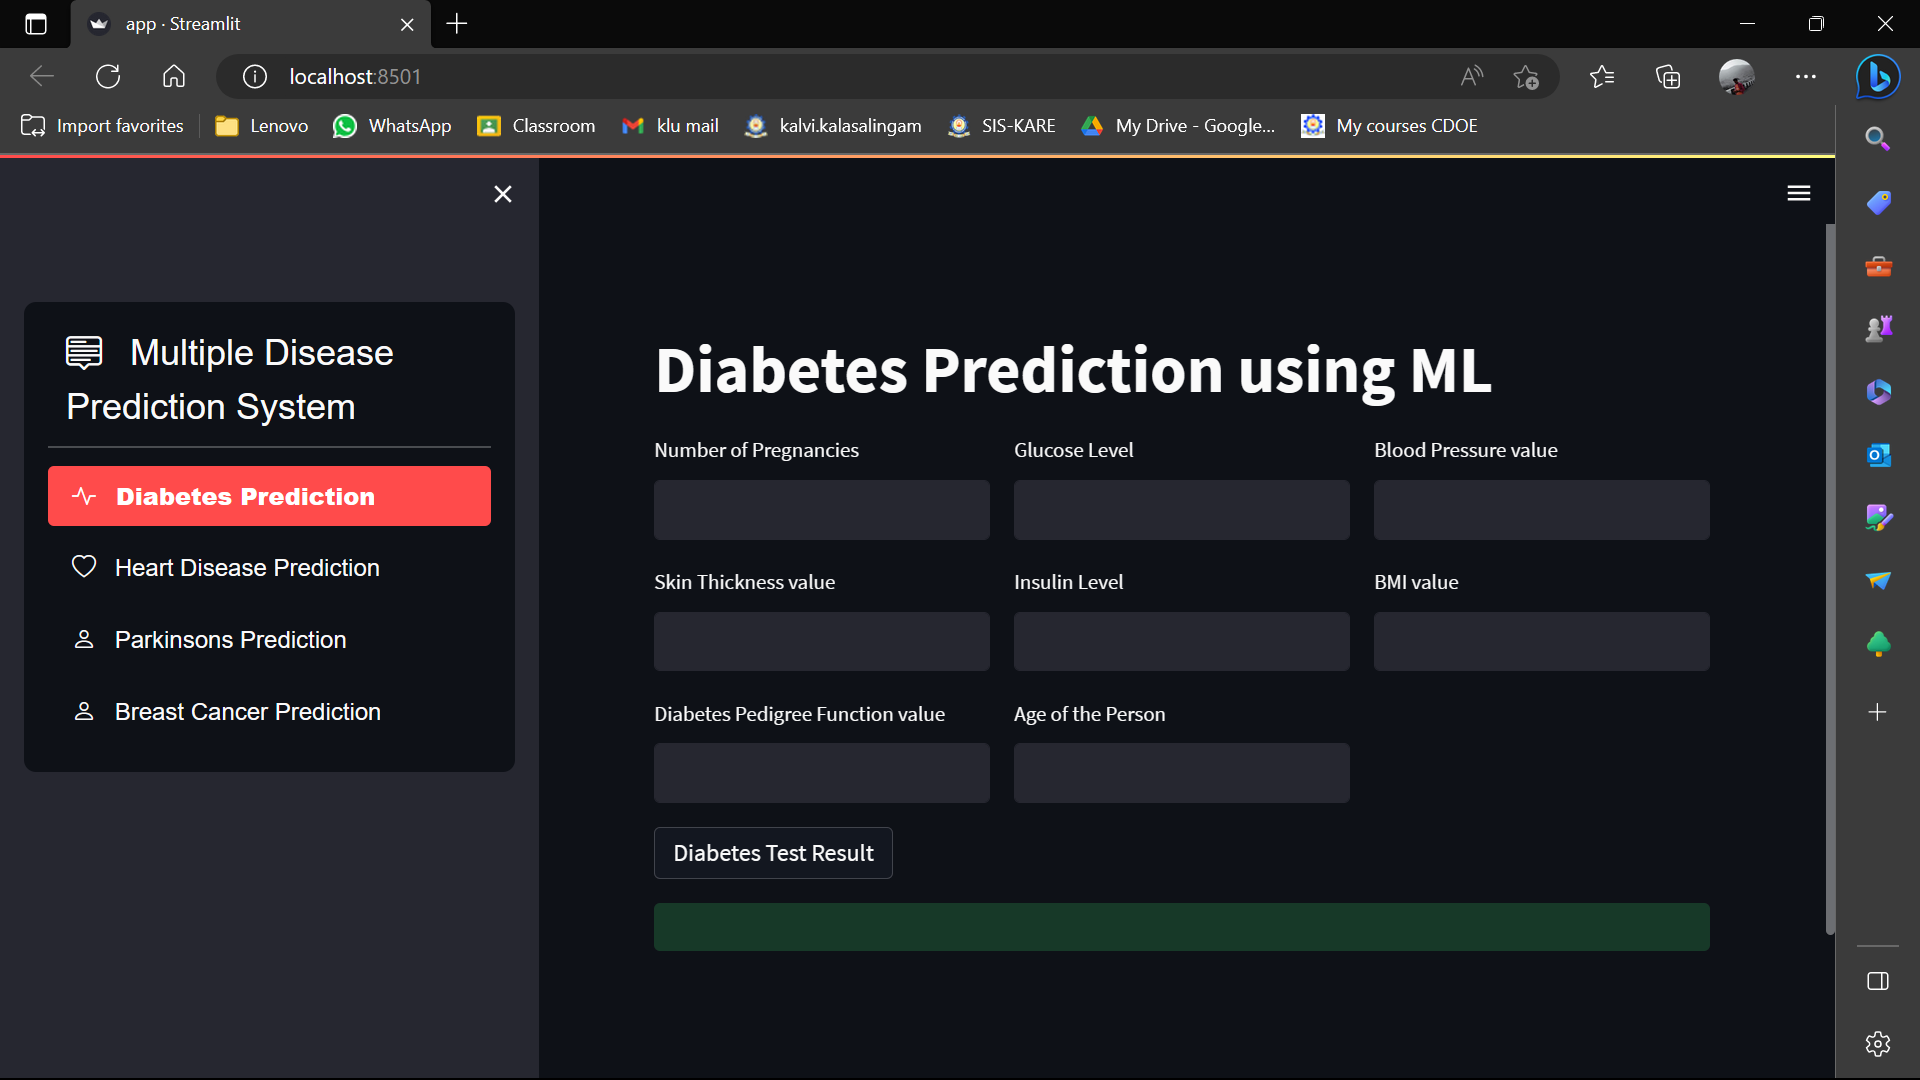 app · Streamlit
localhost:8501
Import favorites
Lenovo
WhatsApp
Classroom
klu mail
kalvi.kalasalingam
SIS-KARE
My Drive - Google...
My courses CDOE
Multiple Disease
Prediction System
Diabetes Prediction
Heart Disease Prediction
Parkinsons Prediction
Breast Cancer Prediction
Diabetes Prediction using ML
Number of Pregnancies
Glucose Level
Blood Pressure value
Skin Thickness value
Insulin Level
BMI value
Diabetes Pedigree Function value
Age of the Person
Diabetes Test Result